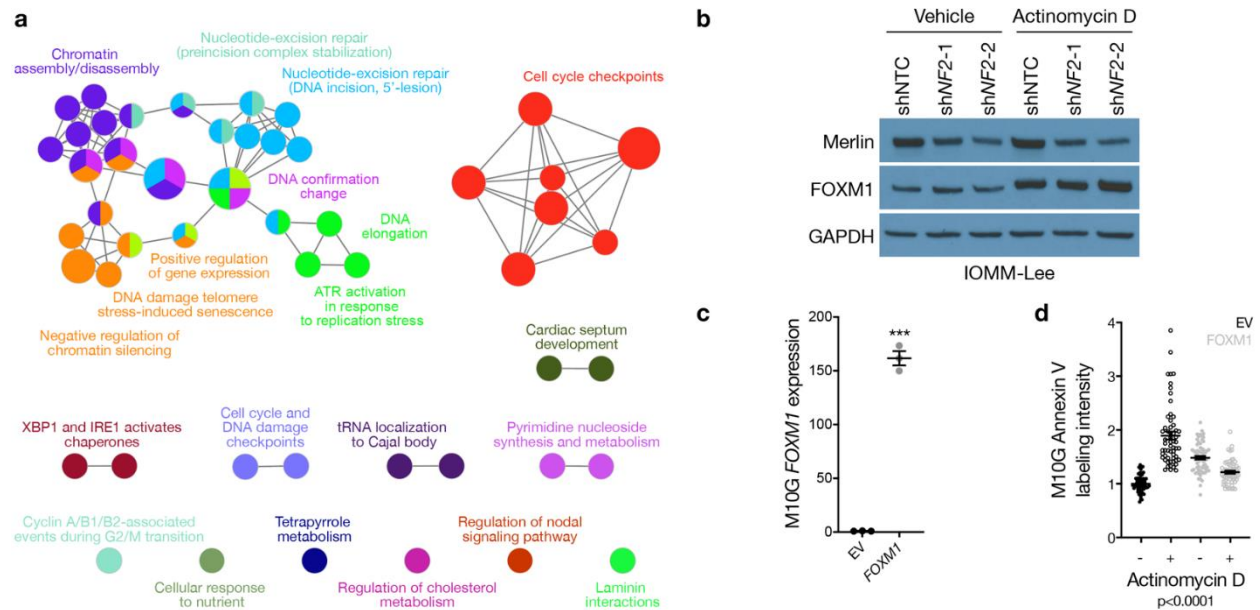 a
Nucleotide-excision repair
(preincision complex stabilization)
Chromatin
assembly/disassembly
Nucleotide-excision repair
(DNA incision, 5'-lesion)
Cell cycle checkpoints
DNA confirmation
change
DNA
elongation
Positive regulation
of gene expression
DNA damage telomere
stress-induced senescence
ATR activation
in response
to replication stress
Negative regulation of
chromatin silencing
Cardiac septum
development
XBP1 and IRE1 activates
chaperones
Cell cycle and
DNA damage
checkpoints
tRNA localization
to Cajal body
Pyrimidine nucleoside
synthesis and metabolism
Cyclin A/B1/B2-associated
events during G2/M transition
Tetrapyrrole
metabolism
Regulation of nodal
signaling pathway
Cellular response
to nutrient
Regulation of cholesterol
metabolism
Laminin
interactions
b
Vehicle
Actinomycin D
shNTC
shNF2-1
shNF2-2
shNTC
shNF2-1
shNF2-2
Merlin
FOXM1
GAPDH
IOMM-Lee
c
M10G FOXM1 expression
200
150
100
50
0
***
EV
FOXM1
d
EV
FOXM1
M10G Annexin V
labeling intensity
4
3
2
1
0
- + - +
Actinomycin D
p<0.0001